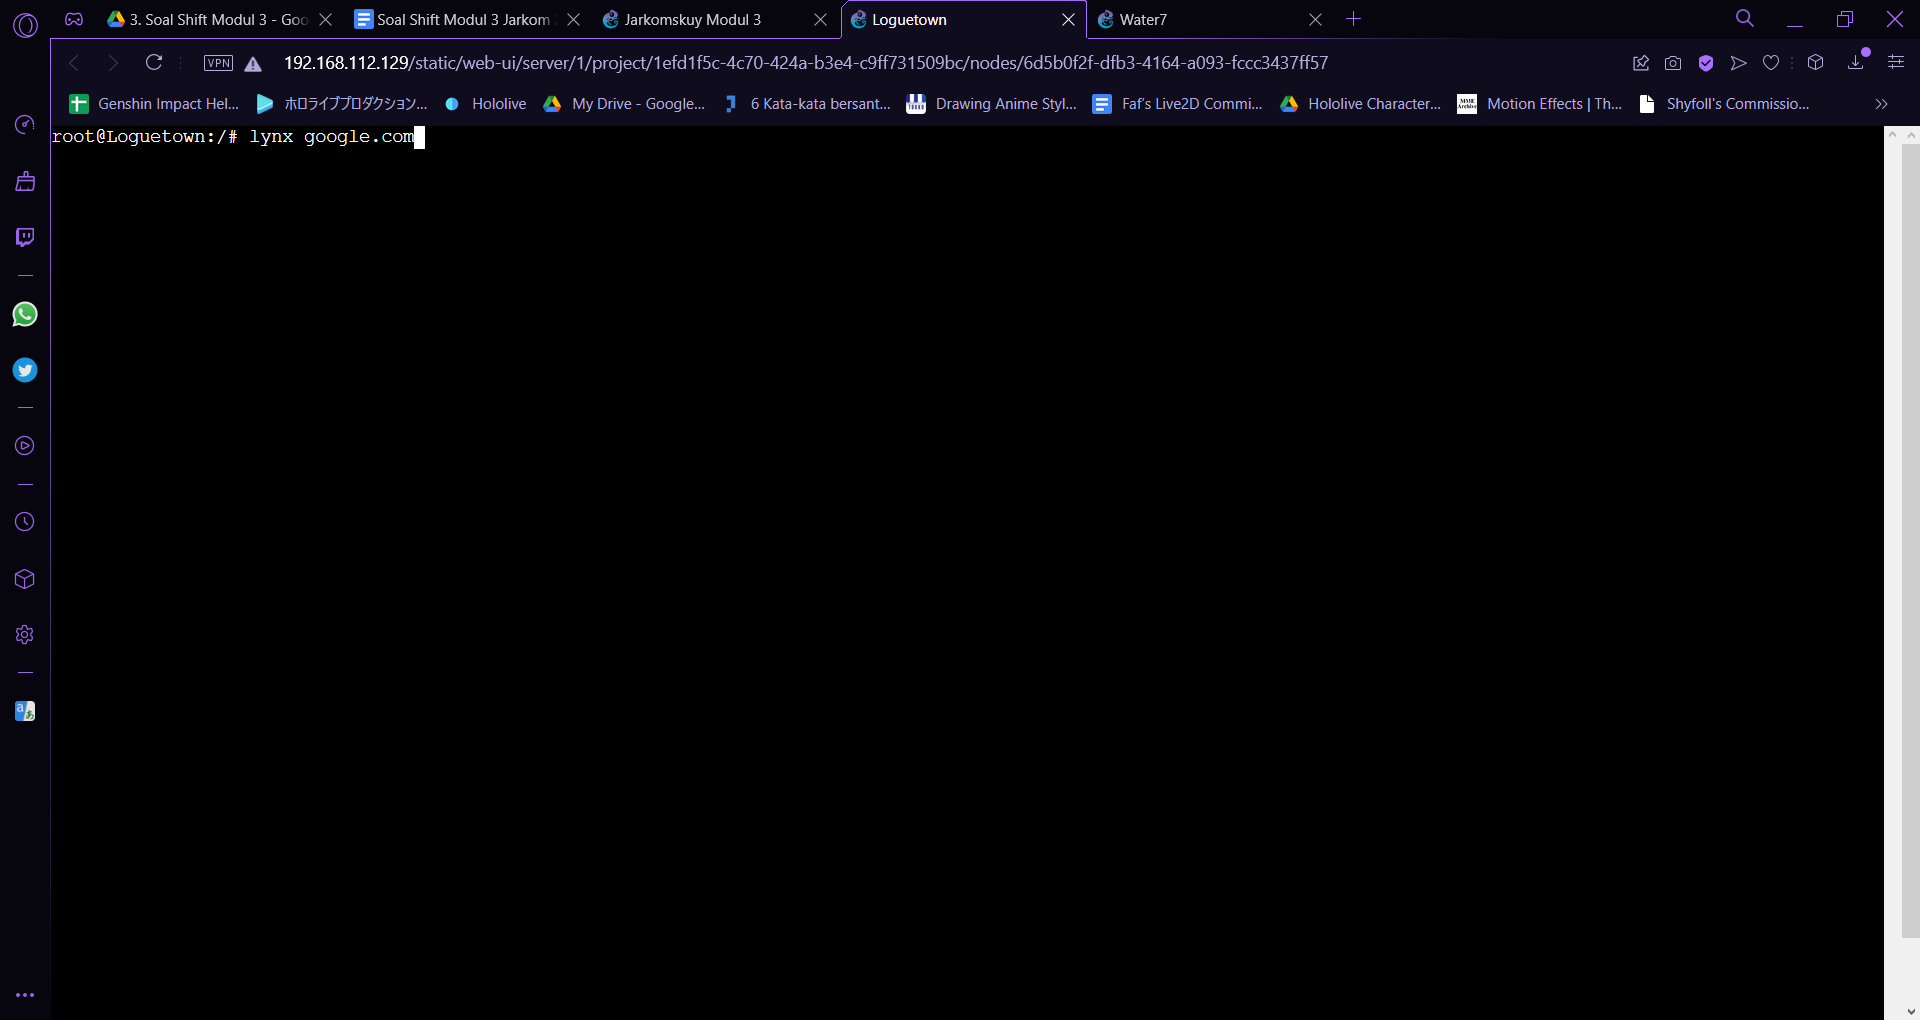 3. Soal Shift Modul 3 - Goo
Soal Shift Modul 3 Jarkom
Jarkomskuy Modul 3
Loguetown
Water7
VPN
192.168.112.129/static/web-ui/server/1/project/1efd1f5c-4c70-424a-b3e4-c9ff731509bc/nodes/6d5b0f2f-dfb3-4164-a093-fccc3437ff57
Genshin Impact Hel...
ホロライブプロダクション...
Hololive
My Drive - Google...
6 Kata-kata bersant...
Drawing Anime Styl...
Faf's Live2D Commi...
Hololive Character...
MME Archive
Motion Effects | Th...
Shyfoll's Commissio...
root@Loguetown:/# lynx google.com